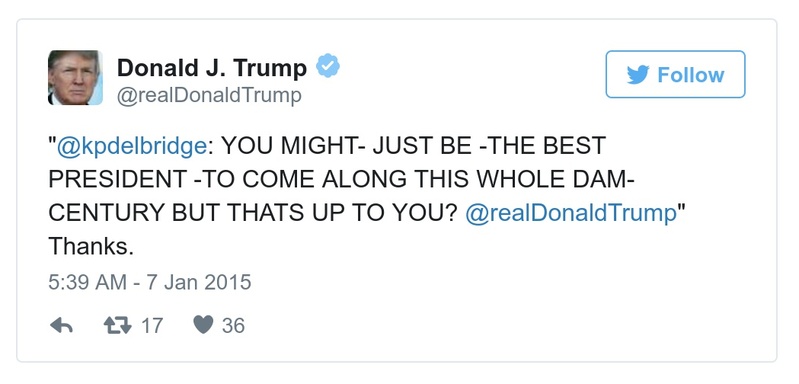 Donald J. Trump
@realDonaldTrump
Follow
"@kpdelbridge: YOU MIGHT- JUST BE -THE BEST
PRESIDENT -TO COME ALONG THIS WHOLE DAM-
CENTURY BUT THATS UP TO YOU? @realDonaldTrump"
Thanks.
5:39 AM - 7 Jan 2015
17 36